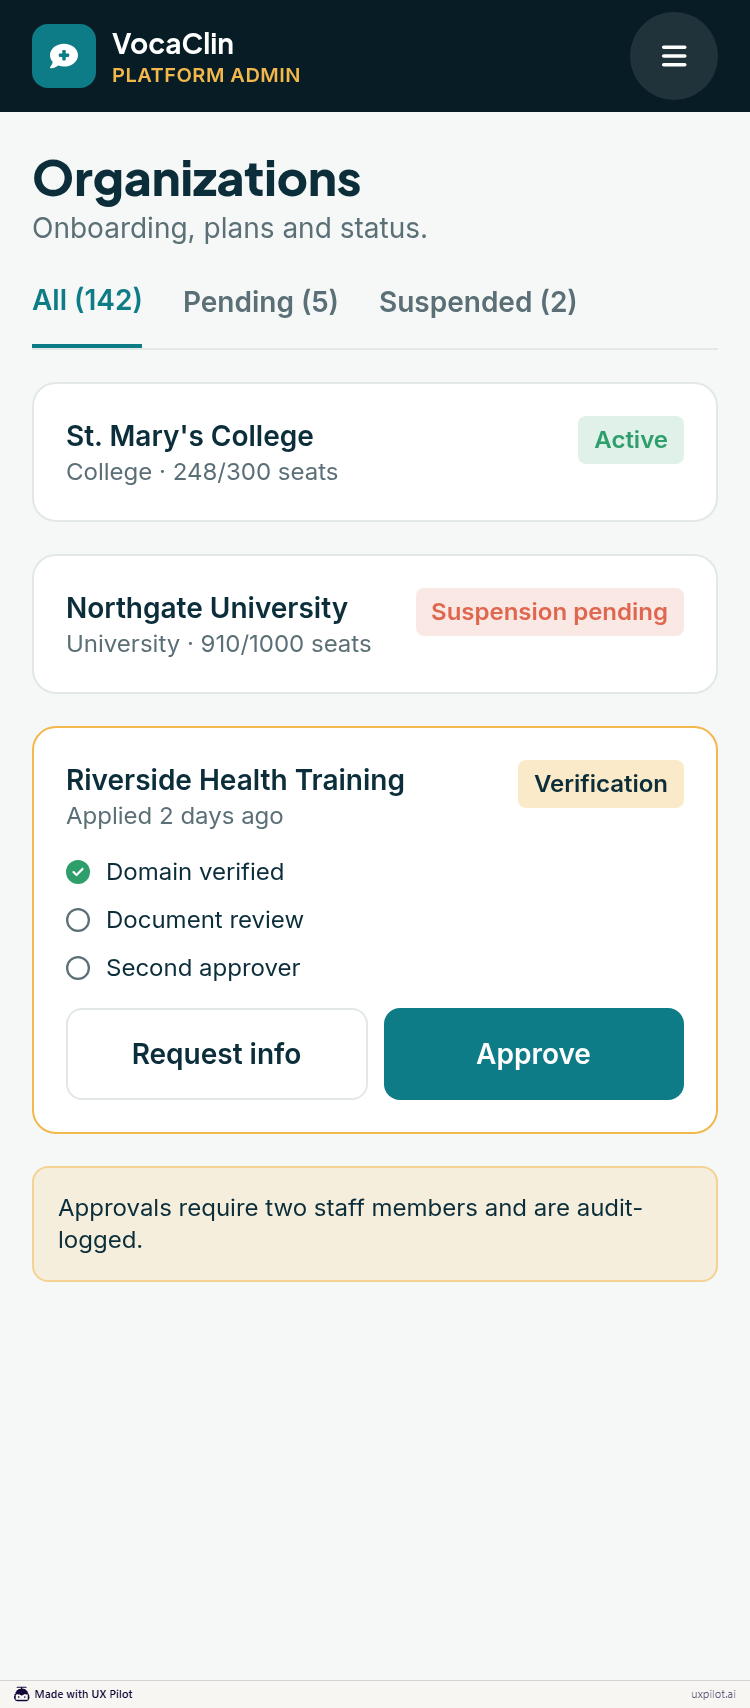 VocaClin
PLATFORM ADMIN
Organizations
Onboarding, plans and status.
All (142) Pending (5) Suspended (2)
St. Mary's College
Active
College · 248/300 seats
Northgate University
Suspension pending
University · 910/1000 seats
Riverside Health Training
Verification
Applied 2 days ago
Domain verified
Document review
Second approver
Request info Approve
Approvals require two staff members and are audit-
logged.
Made with UX Pilot uxpilot.ai